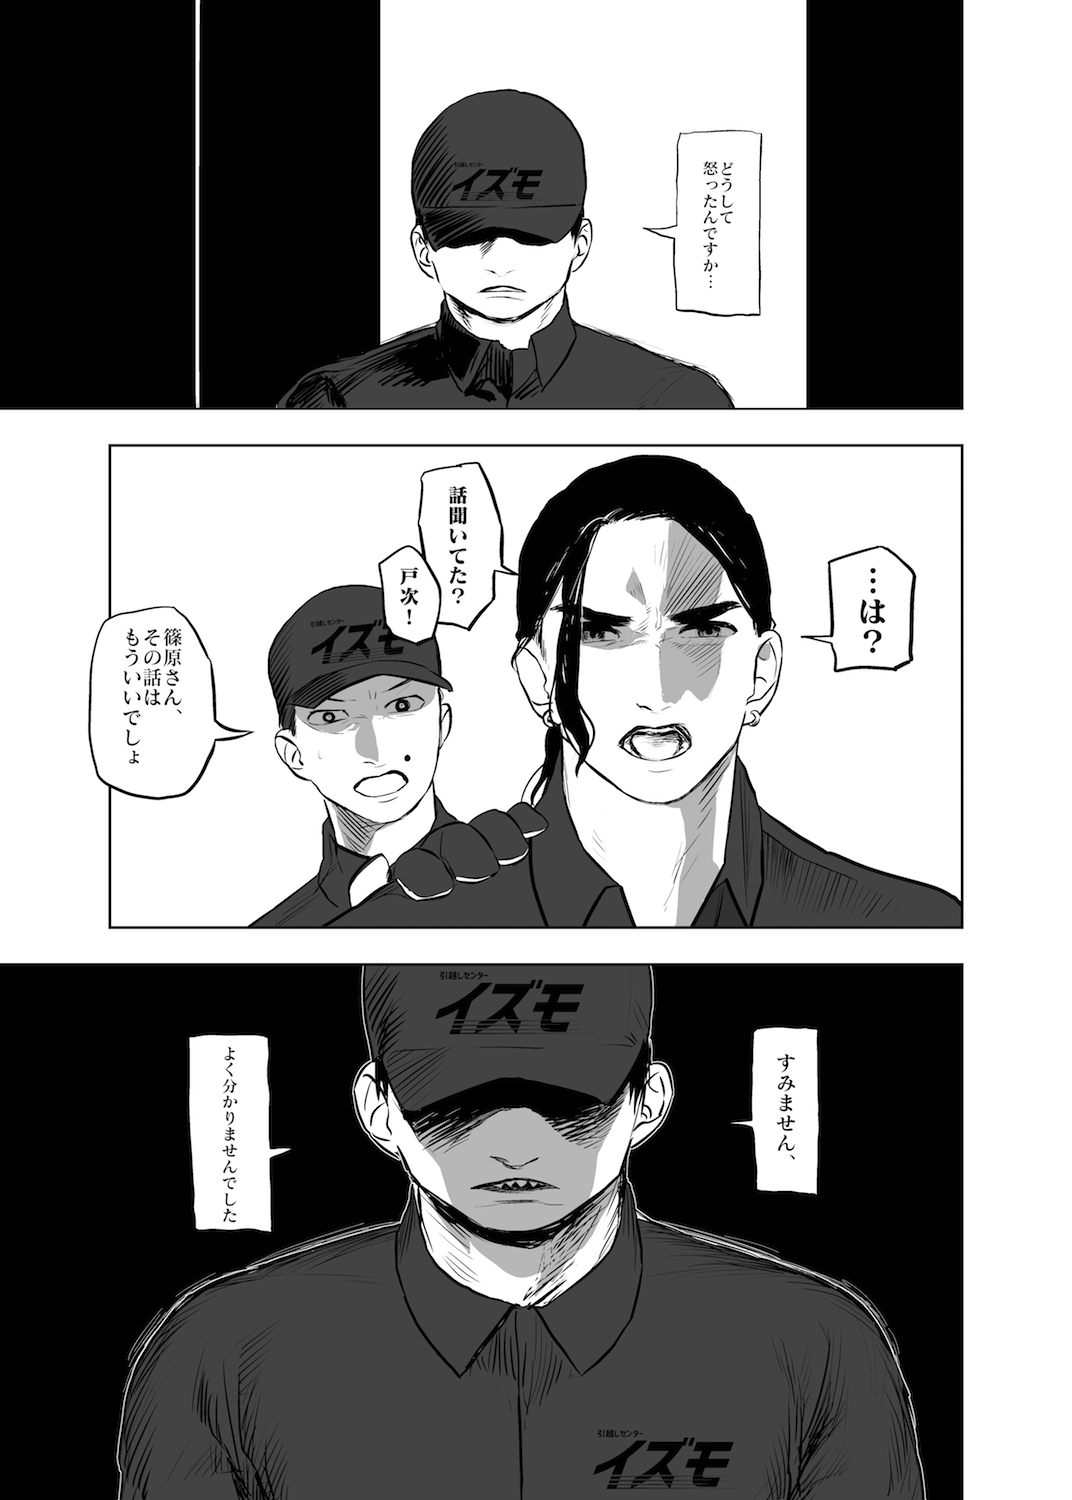 どうして
怒ったんですか…
引越しセンター
イズモ
…は？
話聞いてた？
戸次！
篠原さん、
その話は
もういいでしょ
引越しセンター
イズモ
すみません、
よく分かりませんでした
引越しセンター
イズモ
引越しセンター
イズモ